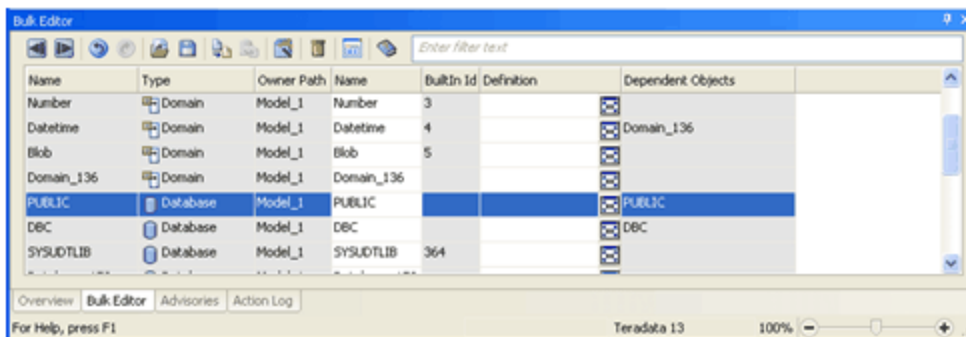 Bulk Editor
Enter filter text
Name Type Owner Path Name BuiltIn Id Definition Dependent Objects
Number Domain Model_1 Number 3
Datetime Domain Model_1 Datetime 4 Domain_136
Blob Domain Model_1 Blob 5
Domain_136 Domain Model_1 Domain_136
PUBLIC Database Model_1 PUBLIC PUBLIC
DBC Database Model_1 DBC DBC
SYSUDTLIB Database Model_1 SYSUDTLIB 364
Overview Bulk Editor Advisories Action Log
For Help, press F1 Teradata 13 100%